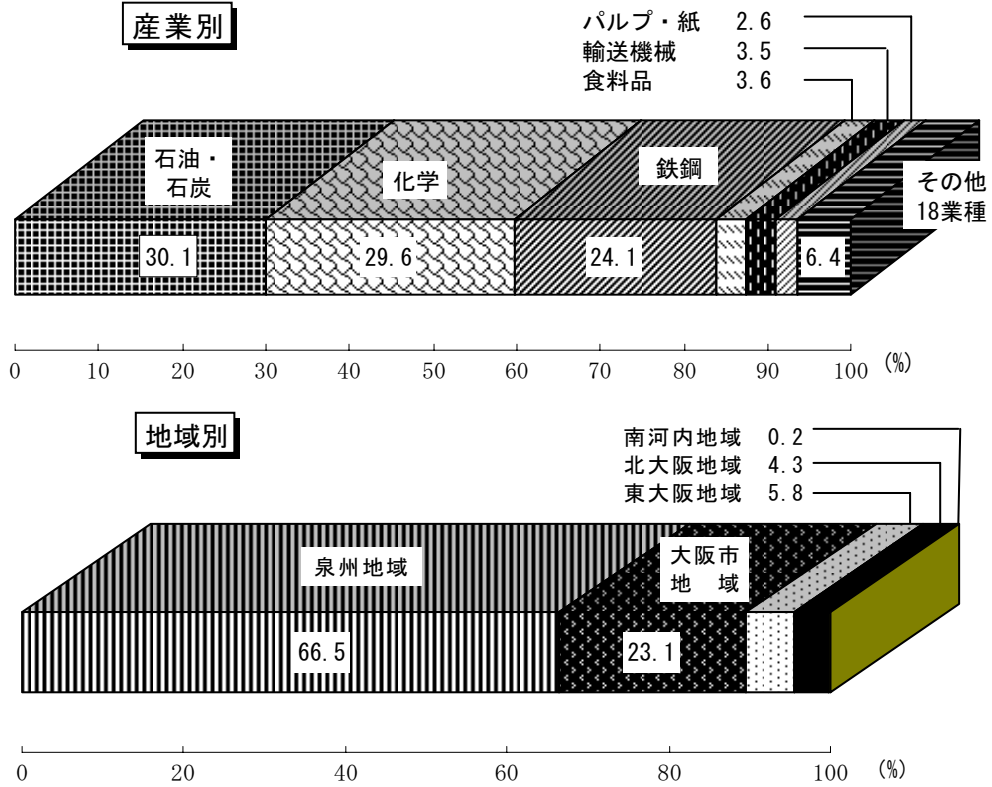 産業別
パルプ・紙 2.6
輸送機械 3.5
食料品 3.6
石油・
石炭
化学
鉄鋼
その他
18業種
30.1
29.6
24.1
6.4
0 10 20 30 40 50 60 70 80 90 100 (%)
地域別
南河内地域 0.2
北大阪地域 4.3
東大阪地域 5.8
泉州地域
大阪市
地 域
66.5
23.1
0 20 40 60 80 100 (%)